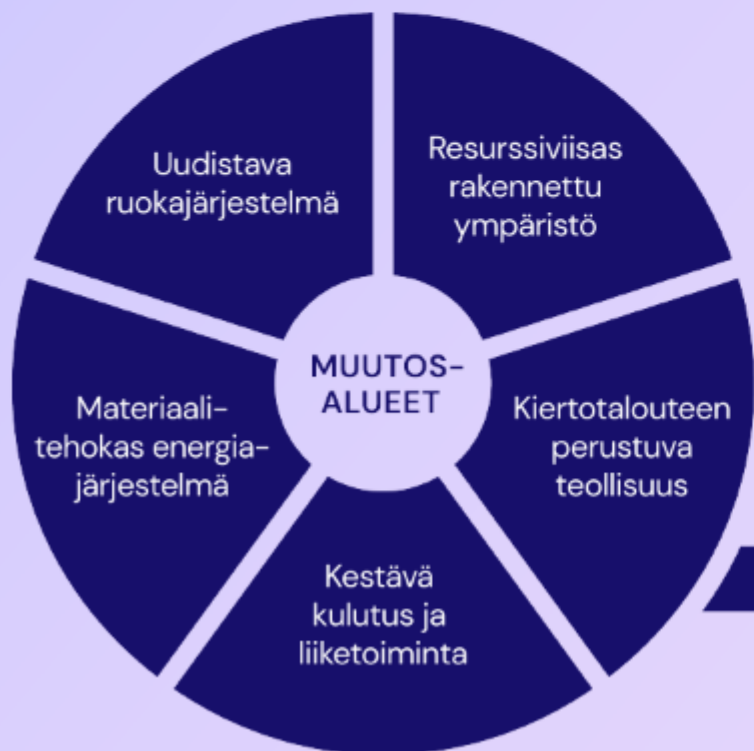 Uudistava
ruokajärjestelmä
Resurssiviisas
rakennettu
ympäristö
MUUTOS-
ALUEET
Materiaali-
tehokas energia-
järjestelmä
Kiertotalouteen
perustuva
teollisuus
Kestävä
kulutus ja
liiketoiminta